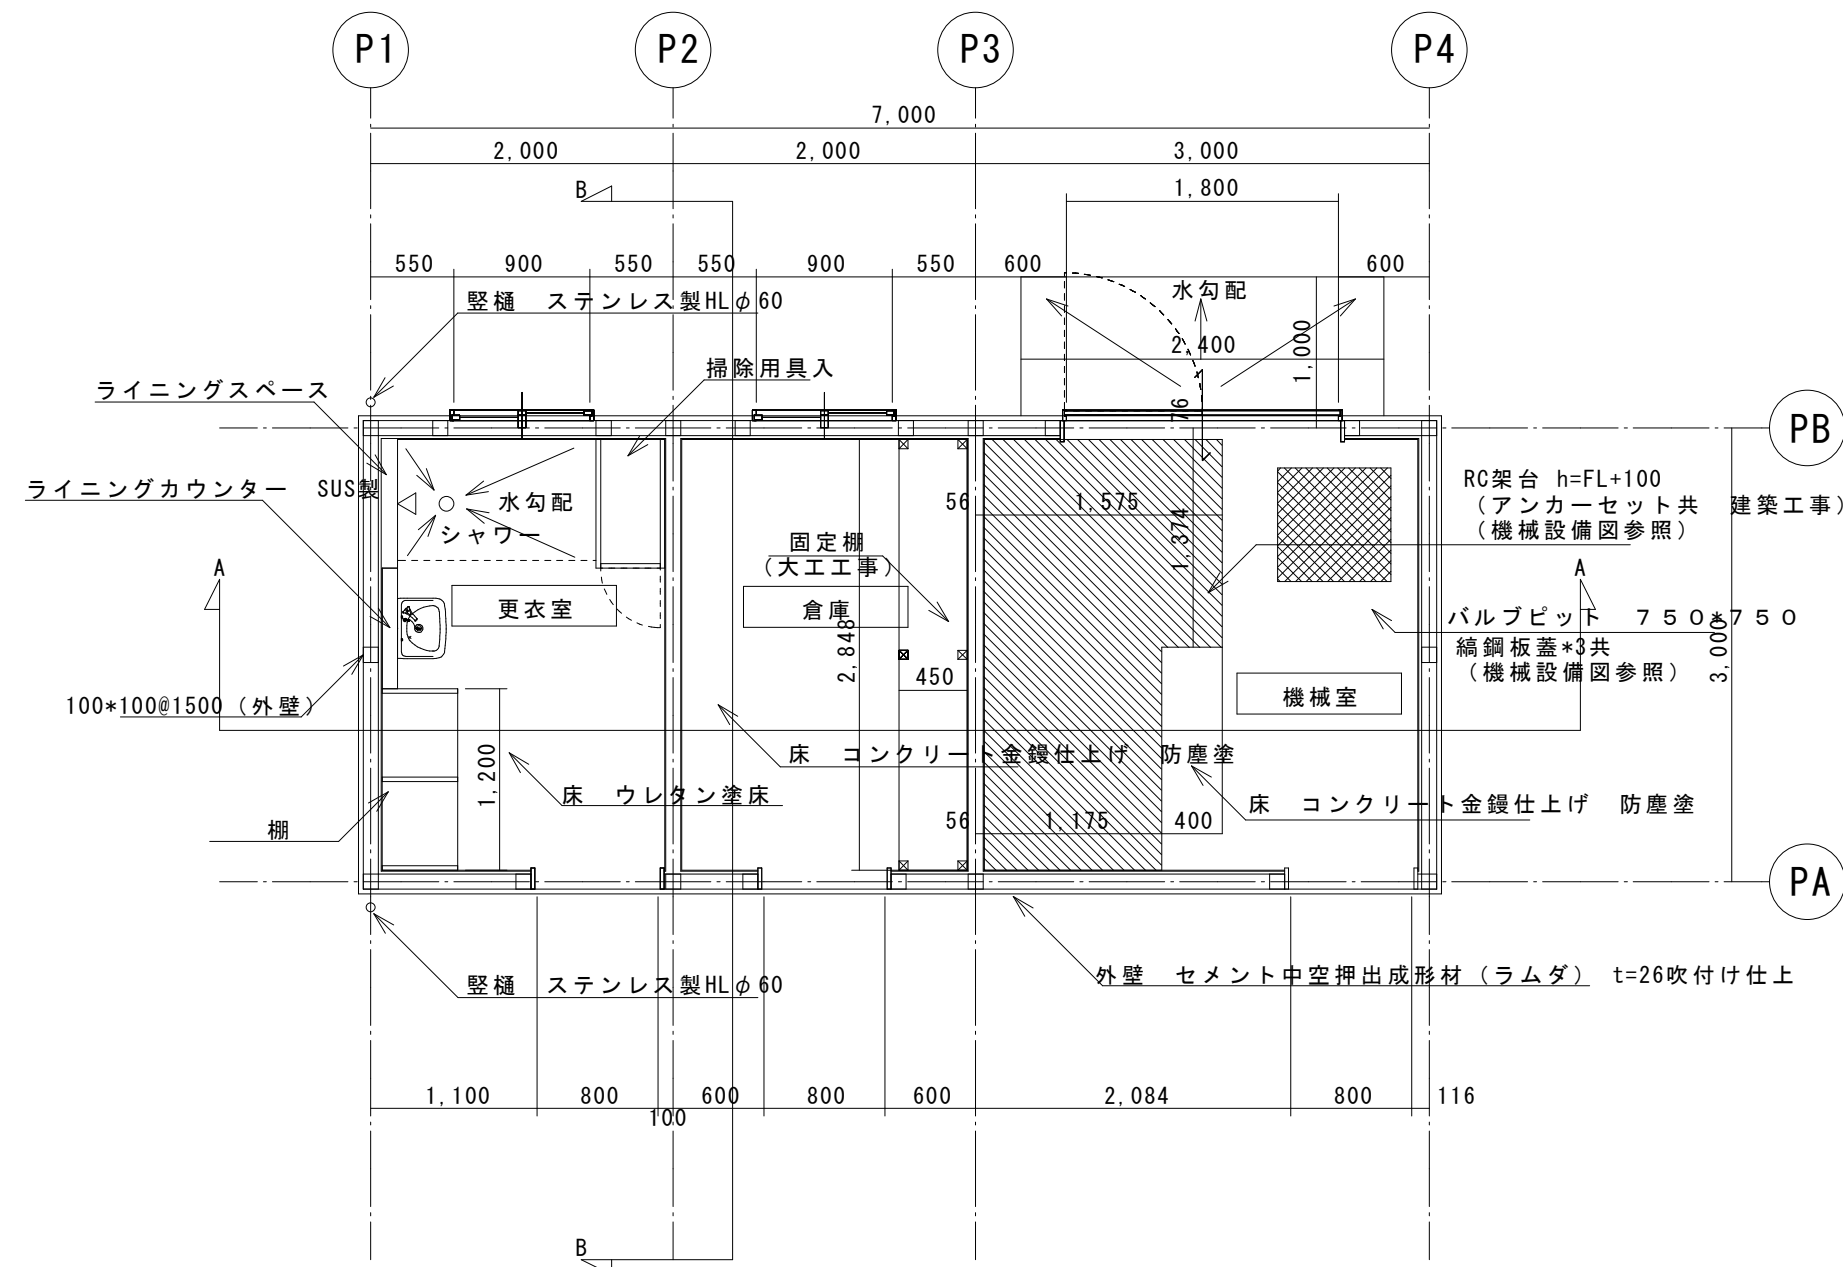 P1 P2 P3 P4
7,000
2,000 2,000 3,000
B 1,800
550 900 550 550 900 550 600 600
竪樋 ステンレス製HLφ60
水勾配
2,400
1,000
掃除用具入
ライニングスペース
76
PB
ライニングカウンター SUS製
水勾配
シャワー
56 1,575
1,374
RC架台 h=FL+100
(アンカーセット共 建築工事)
(機械設備図参照)
固定棚
(大工工事)
A A
更衣室 倉庫
バルブピット 750*750
縞鋼板蓋*3共
(機械設備図参照)
3,000
2,848
450
機械室
100*100@1500(外壁)
床 コンクリート金鏝仕上げ 防塵塗
1,200
床 ウレタン塗床
床 コンクリート金鏝仕上げ 防塵塗
棚
56 1,175 400
PA
竪樋 ステンレス製HLφ60
外壁 セメント中空押出成形材(ラムダ) t=26吹付け仕上
1,100 800 100 600 800 600 2,084 800 116
B